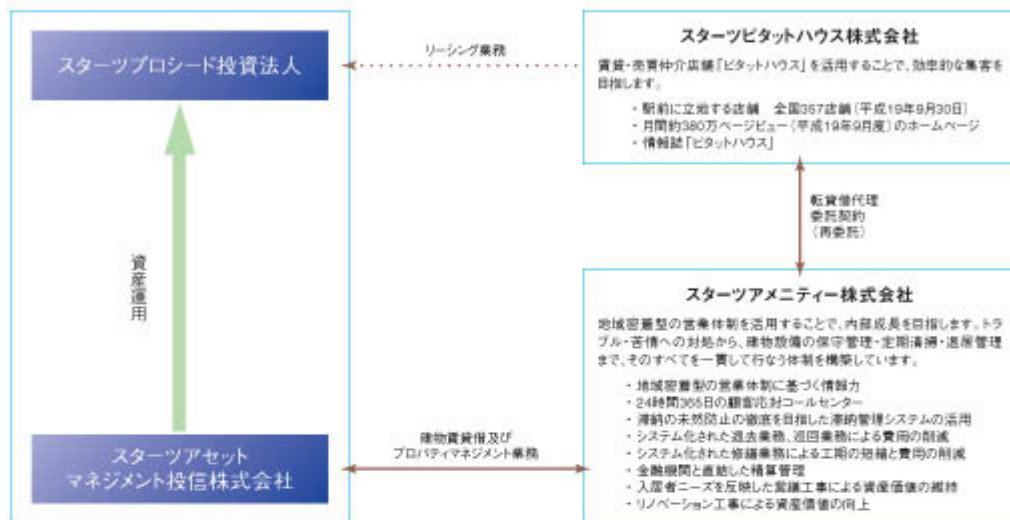 スターツプロシード投資法人
資産運用
スターツアセット
マネジメント投信株式会社
リーシング業務
スターツピタットハウス株式会社
賃貸・売買仲介店舗「ピタットハウス」を活用することで、効率的な集客を
目指します。
・駅前に立地する店舗　全国357店舗（平成19年9月30日）
・月間約380万ページビュー（平成19年9月度）のホームページ
・情報誌「ピタットハウス」
転貸借代理
委託契約
（再委託）
スターツアメニティー株式会社
地域密着型の営業体制を活用することで、内部成長を目指します。トラ
ブル・苦情への対処から、建物設備の保守管理・定期清掃・退居管理
まで、そのすべてを一貫して行なう体制を構築しています。
・地域密着型の営業体制に基づく情報力
・24時間365日の顧客応対コールセンター
・滞納の未然防止の徹底を目指した滞納管理システムの活用
・システム化された退去業務、巡回業務による費用の削減
・システム化された修繕業務による工期の短縮と費用の削減
・金融機関と直結した精算管理
・入居者ニーズを反映した営繕工事による資産価値の維持
・リノベーション工事による資産価値の向上
建物賃貸借及び
プロパティマネジメント業務